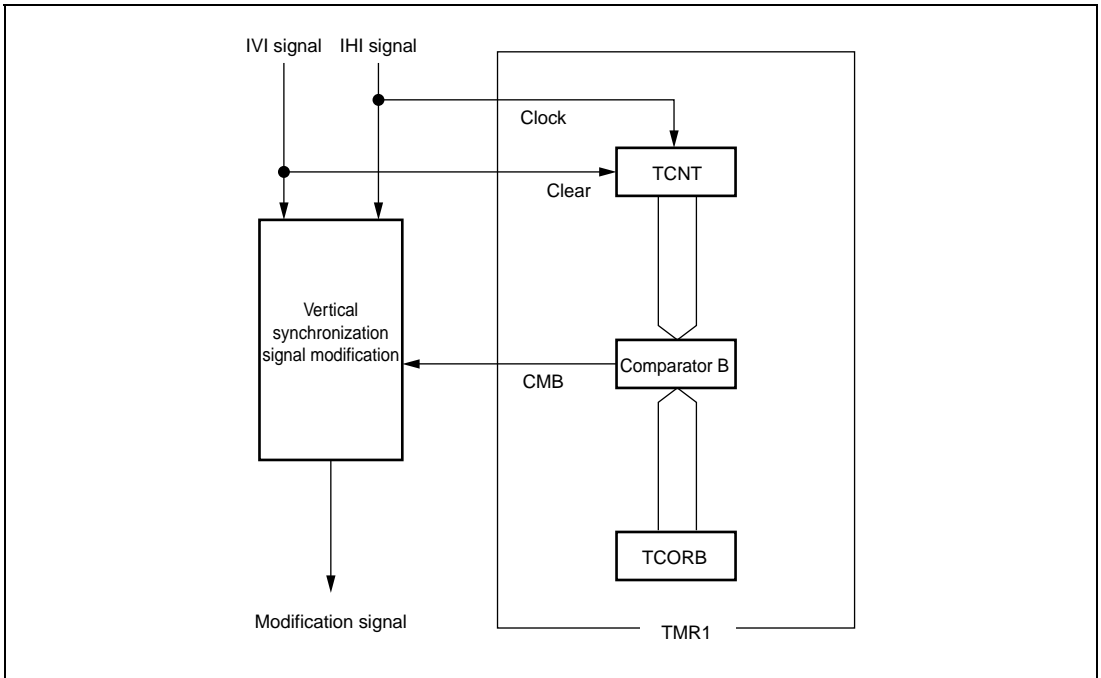 IVI signal
IHI signal
Clock
TCNT
Clear
Vertical
synchronization
signal modification
Comparator B
CMB
TCORB
Modification signal
TMR1